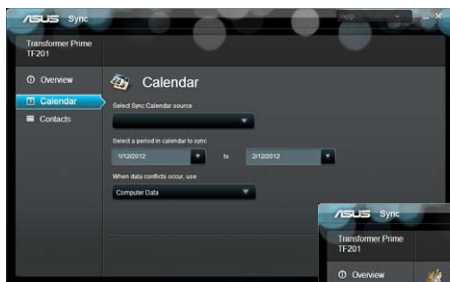 ASUS Sync
Help
Transformer Prime
TF201
Overview
Calendar
Contacts
Calendar
Select Sync Calendar source
Select a period in calendar to sync
1/12/2012 to 2/12/2012
When data conflicts occur, use
Computer Data
ASUS Sync
Transformer Prime
TF201
Overview